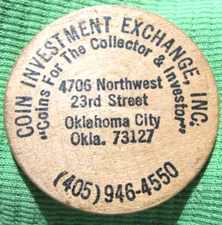 COIN INVESTMENT EXCHANGE, INC.
"Coins For The Collector & Investor"
4706 Northwest
23rd Street
Oklahoma City
Okla. 73127
(405) 946-4550